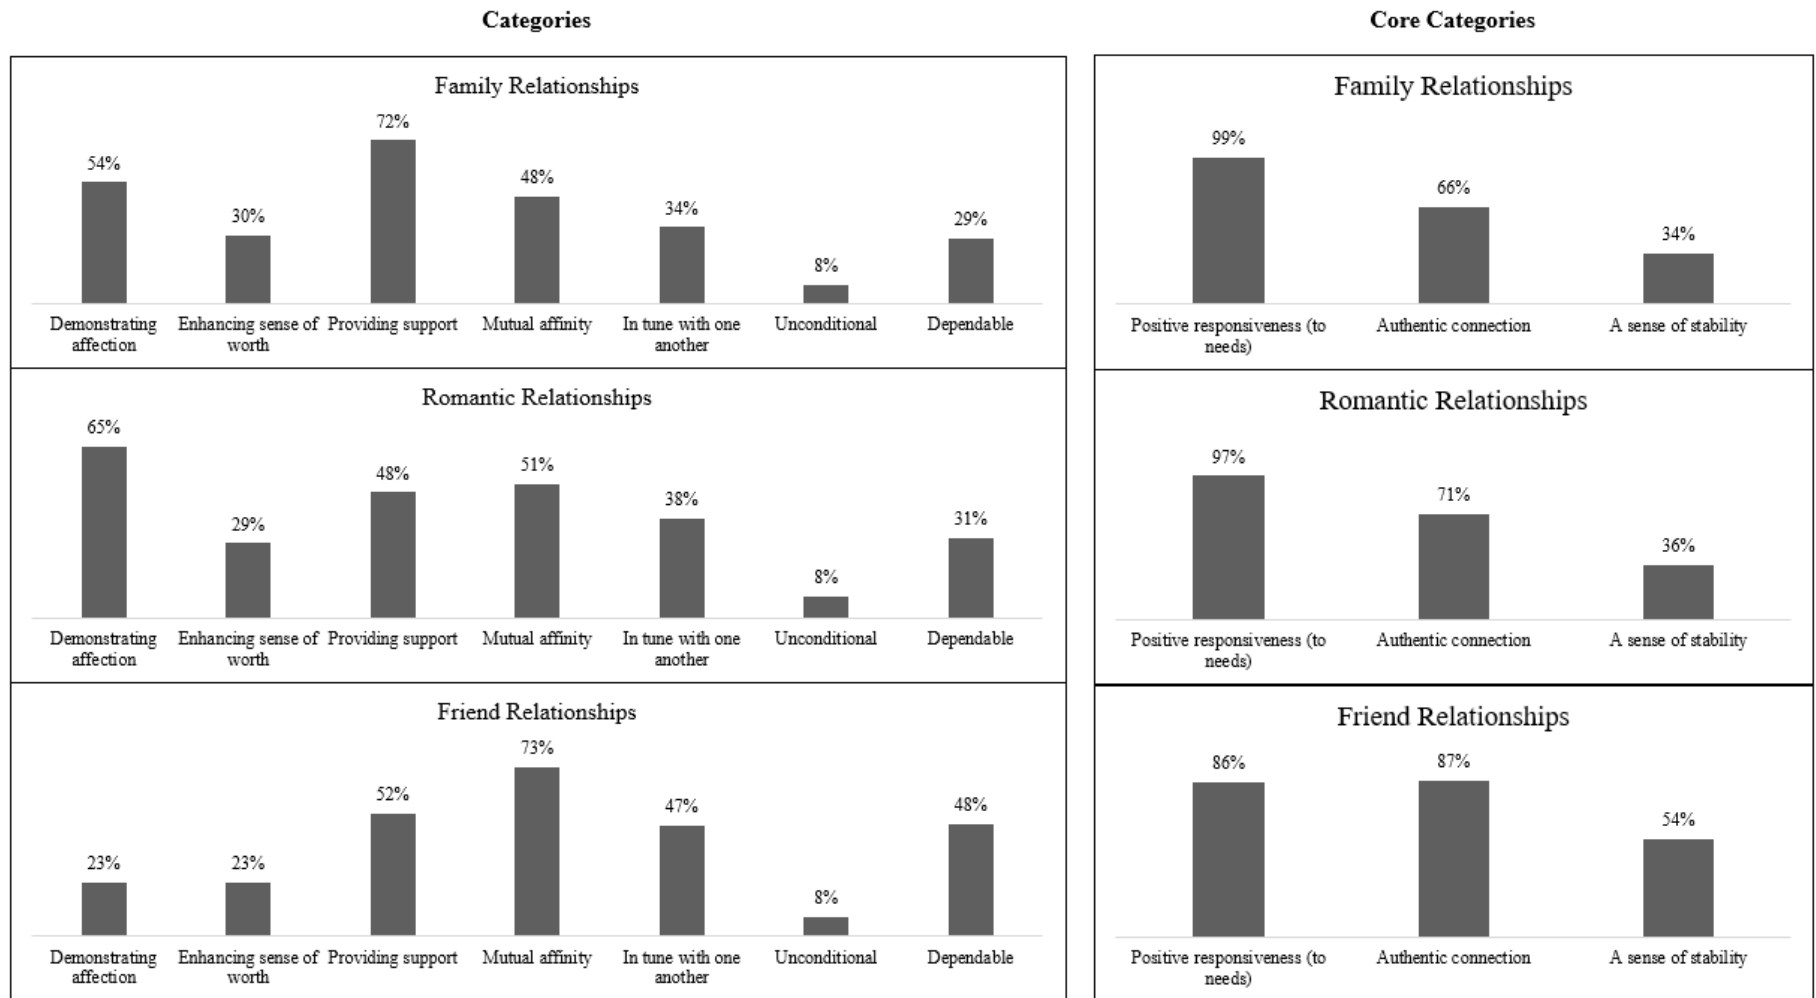 Categories
Core Categories
Family Relationships
54%
30%
72%
48%
34%
8%
29%
Demonstrating
affection
Enhancing sense of
worth
Providing support
Mutual affinity
In tune with one
another
Unconditional
Dependable
Family Relationships
99%
66%
34%
Positive responsiveness (to
needs)
Authentic connection
A sense of stability
Romantic Relationships
65%
29%
48%
51%
38%
8%
31%
Demonstrating
affection
Enhancing sense of
worth
Providing support
Mutual affinity
In tune with one
another
Unconditional
Dependable
Romantic Relationships
97%
71%
36%
Positive responsiveness (to
needs)
Authentic connection
A sense of stability
Friend Relationships
23%
23%
52%
73%
47%
8%
48%
Demonstrating
affection
Enhancing sense of
worth
Providing support
Mutual affinity
In tune with one
another
Unconditional
Dependable
Friend Relationships
86%
87%
54%
Positive responsiveness (to
needs)
Authentic connection
A sense of stability